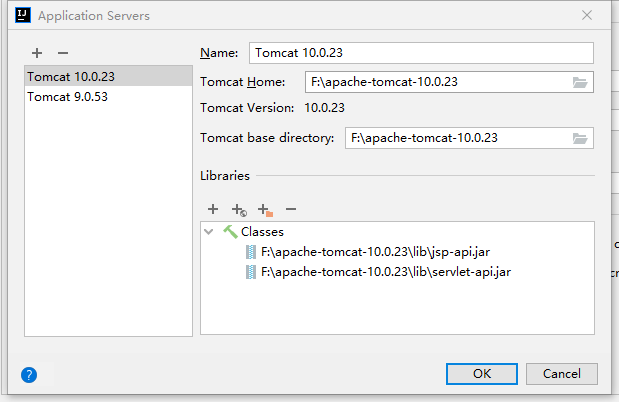 Application Servers
Tomcat 10.0.23
Tomcat 9.0.53
Name: Tomcat 10.0.23
Tomcat Home: F:\apache-tomcat-10.0.23
Tomcat Version: 10.0.23
Tomcat base directory: F:\apache-tomcat-10.0.23
Libraries
Classes
F:\apache-tomcat-10.0.23\lib\jsp-api.jar
F:\apache-tomcat-10.0.23\lib\servlet-api.jar
OK Cancel